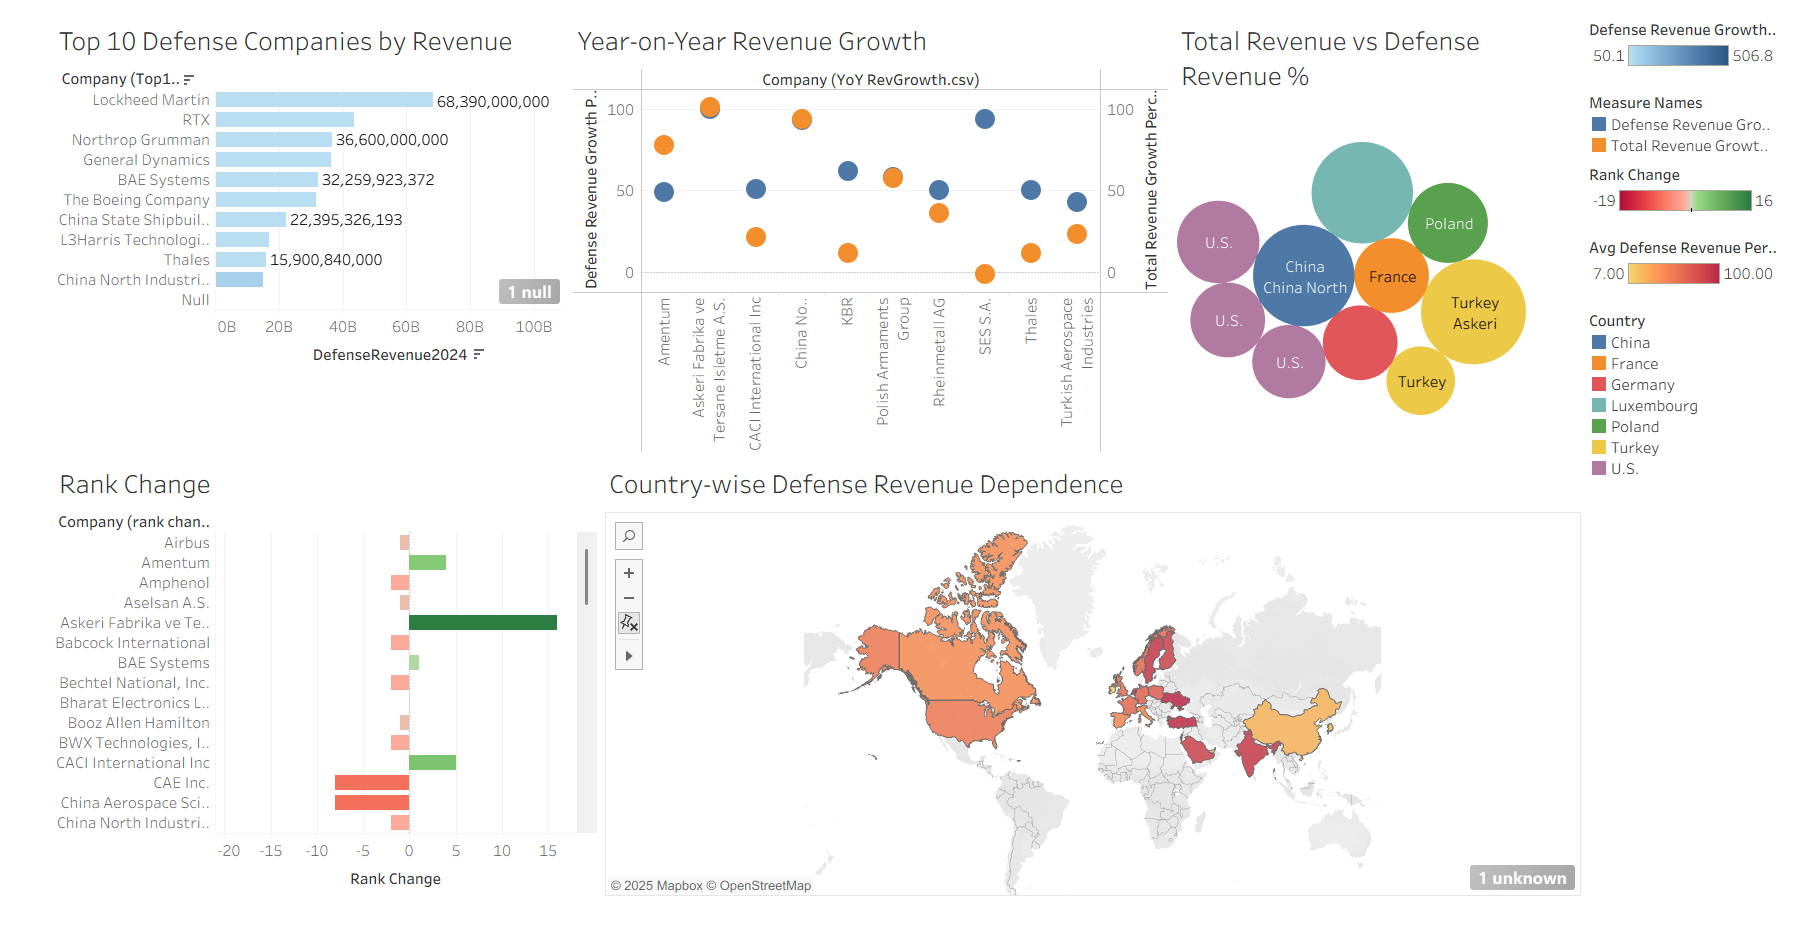 Top 10 Defense Companies by Revenue
Company (Top1..
Lockheed Martin
68,390,000,000
RTX
Northrop Grumman
36,600,000,000
General Dynamics
BAE Systems
32,259,923,372
The Boeing Company
China State Shipbuil..
22,395,326,193
L3Harris Technologi..
Thales
15,900,840,000
China North Industri..
Null
1 null
0B 20B 40B 60B 80B 100B
DefenseRevenue2024
Year-on-Year Revenue Growth
Company (YoY RevGrowth.csv)
Defense Revenue Growth P..
100
50
0
100
50
0
Total Revenue Growth Perc..
Amentum
Askeri Fabrika ve
Tersane Isletme A.S.
CACI International Inc
China No..
KBR
Polish Armaments
Group
Rheinmetall AG
SES S.A.
Thales
Turkish Aerospace
Industries
Total Revenue vs Defense
Revenue %
U.S.
China
China North
Poland
France
Turkey
Askeri
U.S.
U.S.
Turkey
Defense Revenue Growth..
50.1 506.8
Measure Names
Defense Revenue Gro..
Total Revenue Growt..
Rank Change
-19 16
Avg Defense Revenue Per..
7.00 100.00
Country
China
France
Germany
Luxembourg
Poland
Turkey
U.S.
Rank Change
Company (rank chan..
Airbus
Amentum
Amphenol
Aselsan A.S.
Askeri Fabrika ve Te..
Babcock International
BAE Systems
Bechtel National, Inc.
Bharat Electronics L..
Booz Allen Hamilton
BWX Technologies, I..
CACI International Inc
CAE Inc.
China Aerospace Sci..
China North Industri..
-20 -15 -10 -5 0 5 10 15
Rank Change
Country-wise Defense Revenue Dependence
© 2025 Mapbox © OpenStreetMap
1 unknown